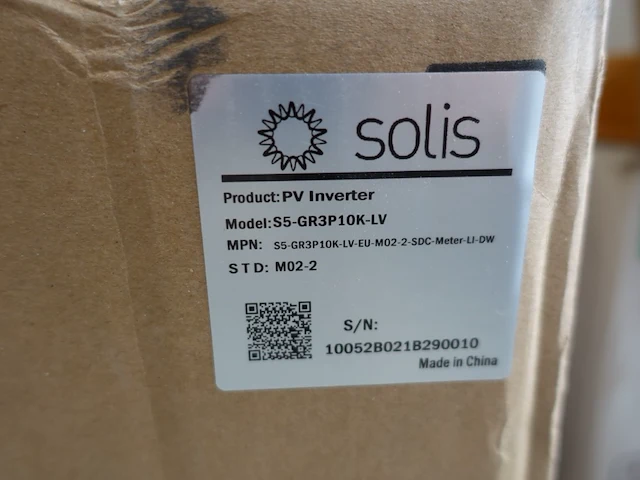 solis
Product:PV Inverter
Model:S5-GR3P10K-LV
MPN: S5-GR3P10K-LV-EU-M02-2-SDC-Meter-LI-DW
STD: M02-2
S/N:
10052B021B290010
Made in China